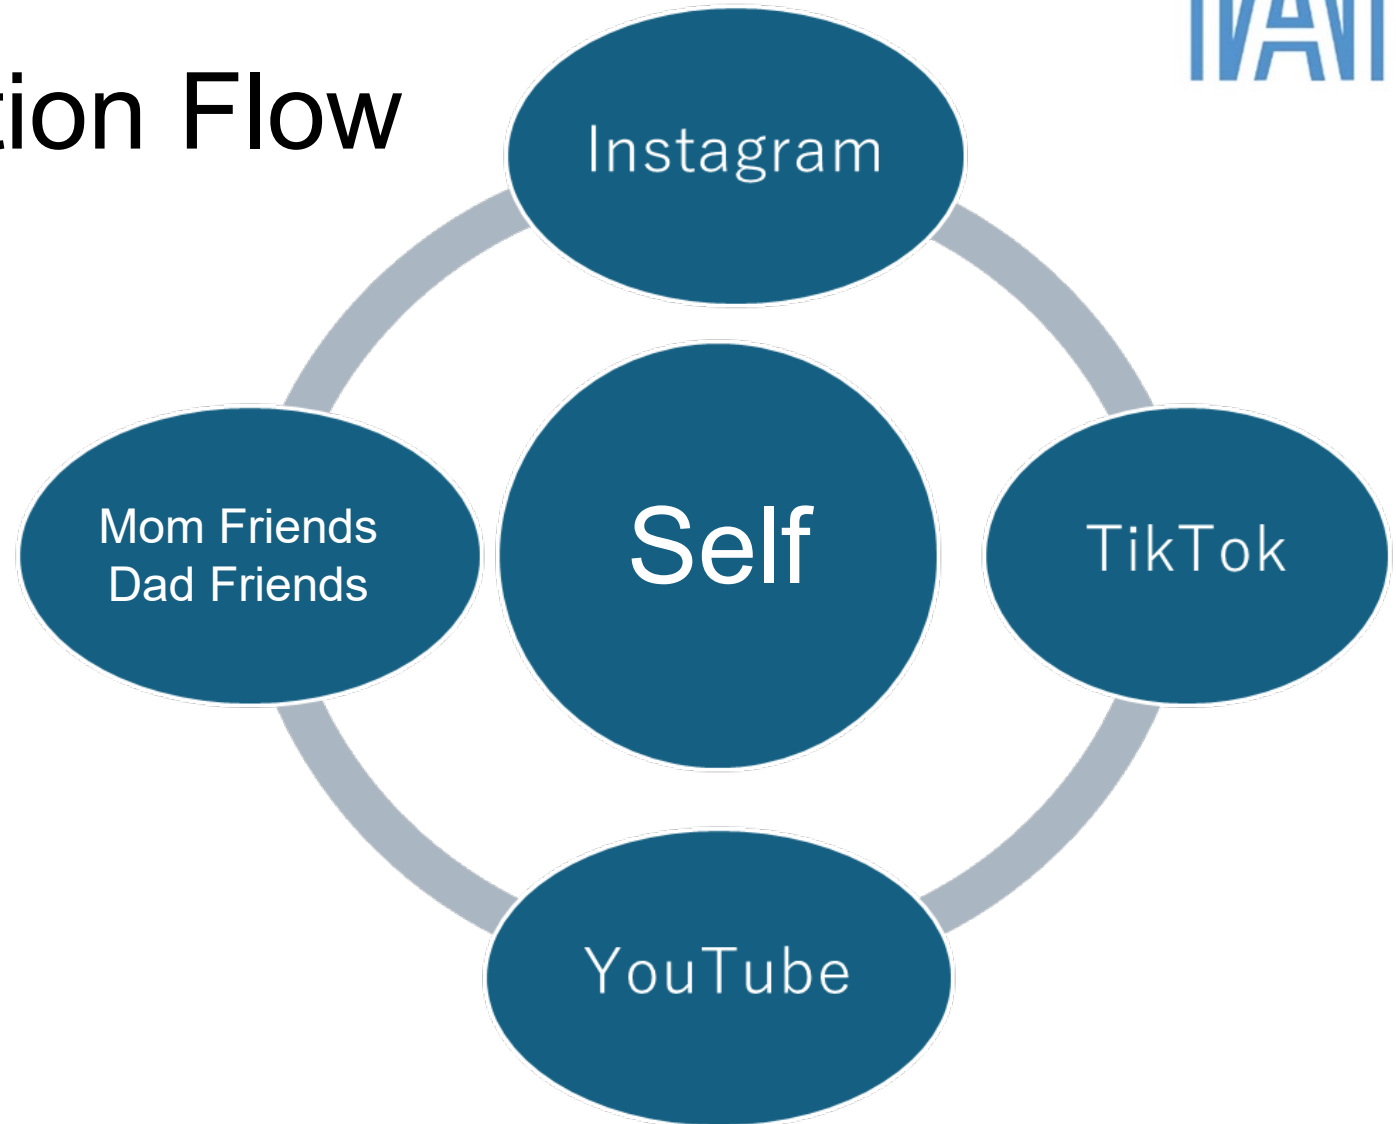 tion Flow
Instagram
Mom Friends
Dad Friends
Self
TikTok
YouTube